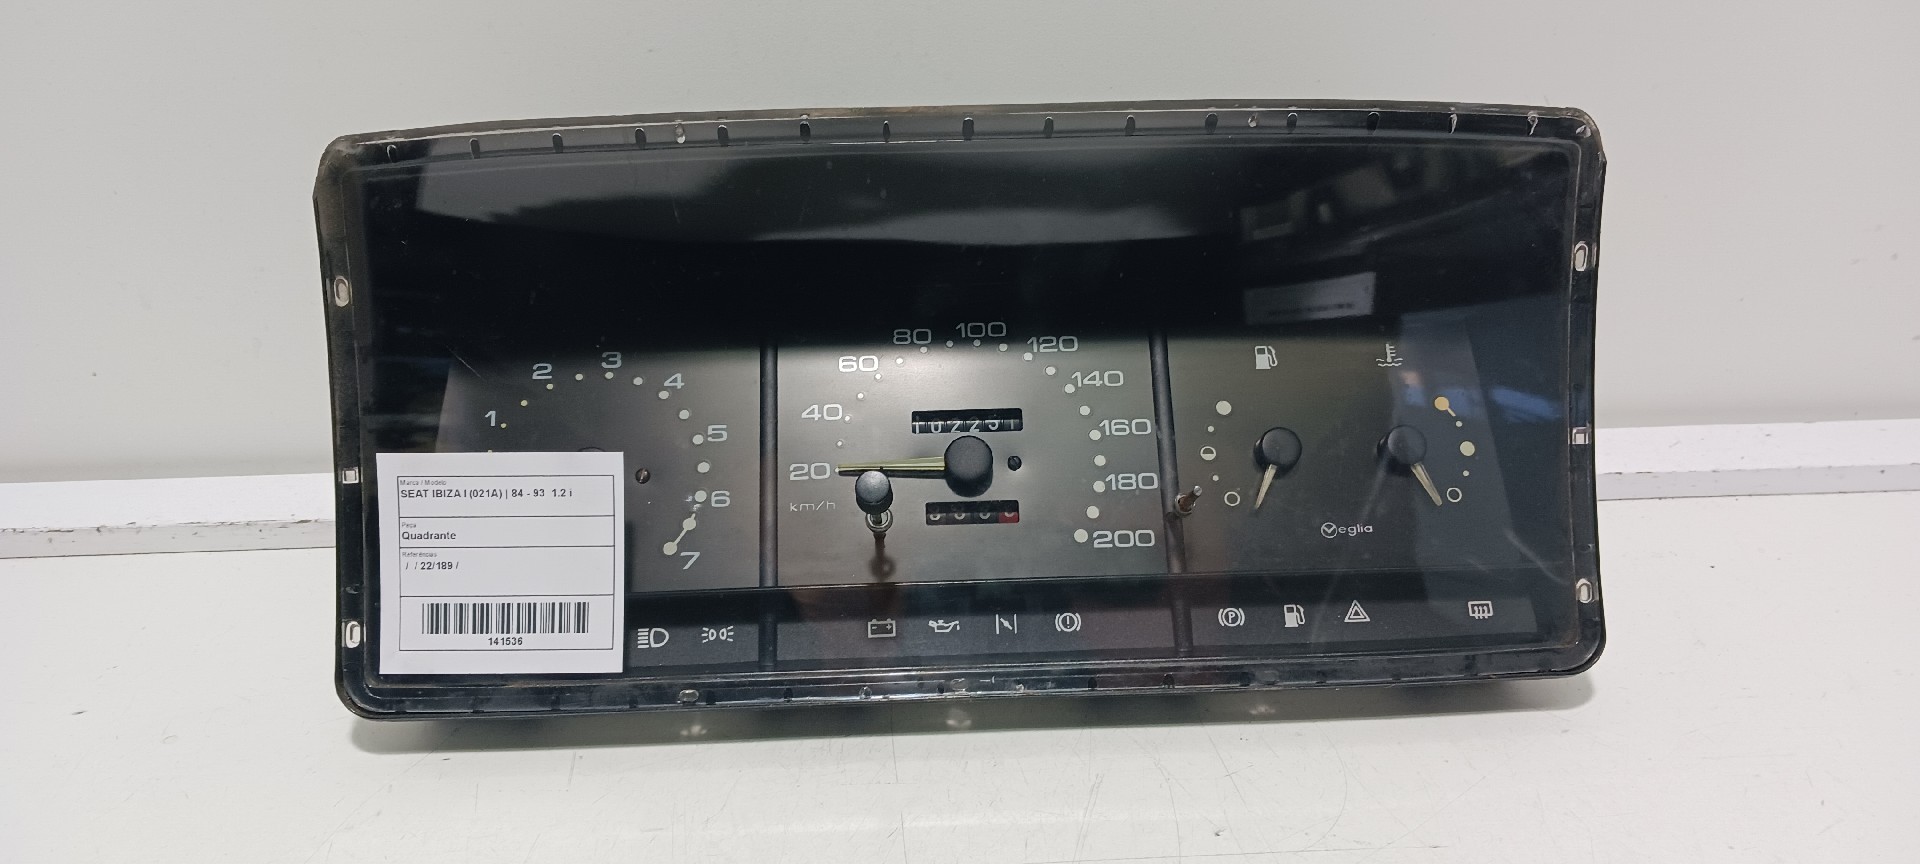 1
2
3
4
5
6
7
20
40
60
80
100
120
140
160
180
200
km/h
102251
Veglia
Marca / Modelo
SEAT IBIZA I (021A) | 84 - 93 1.2 i
Peça
Quadrante
Referências
/ / 22/189 /
141536
P